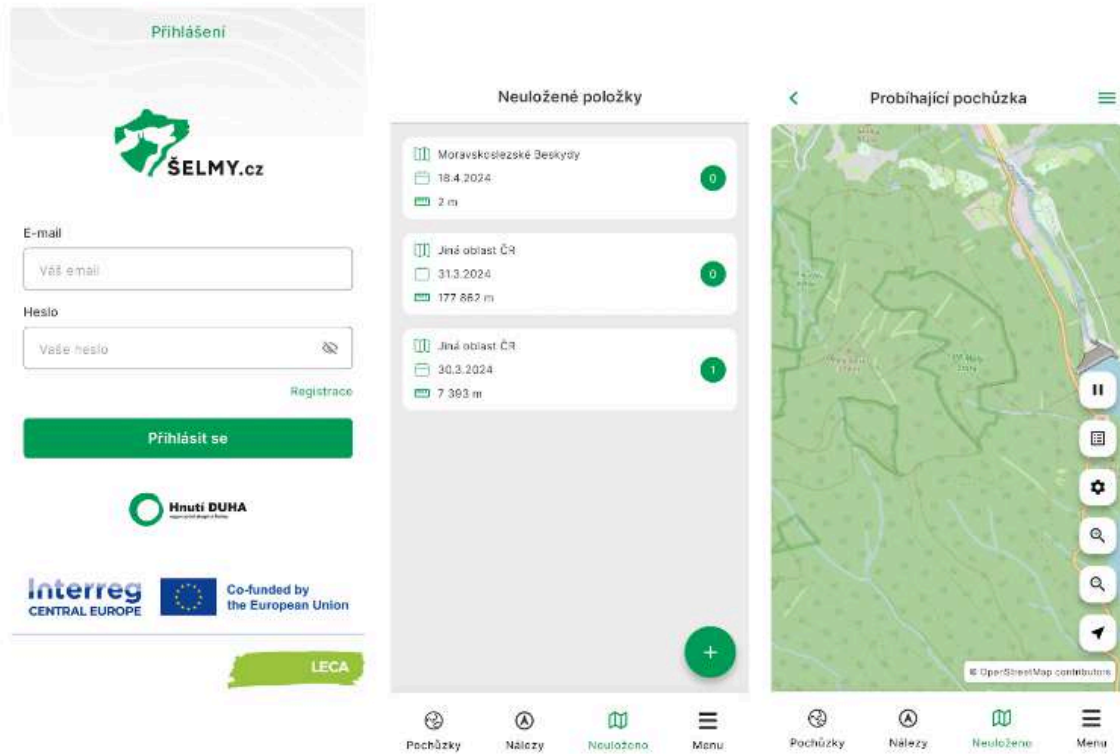 Přihlášení
ŠELMY.cz
E-mail
Váš email
Heslo
Vaše heslo
Registrace
Přihlásit se
Hnutí DUHA
Interreg
CENTRAL EUROPE
Co-funded by
the European Union
LECA
Neuložené položky
Moravskoslezské Beskydy
18.4.2024
0
2 m
Jiná oblast ČR
31.3.2024
0
177 862 m
Jiná oblast ČR
30.3.2024
1
7 393 m
+
Pochůzky
Nálezy
Neuloženo
Menu
Probíhající pochůzka
© OpenStreetMap contributors
Pochůzky
Nálezy
Neuloženo
Menu